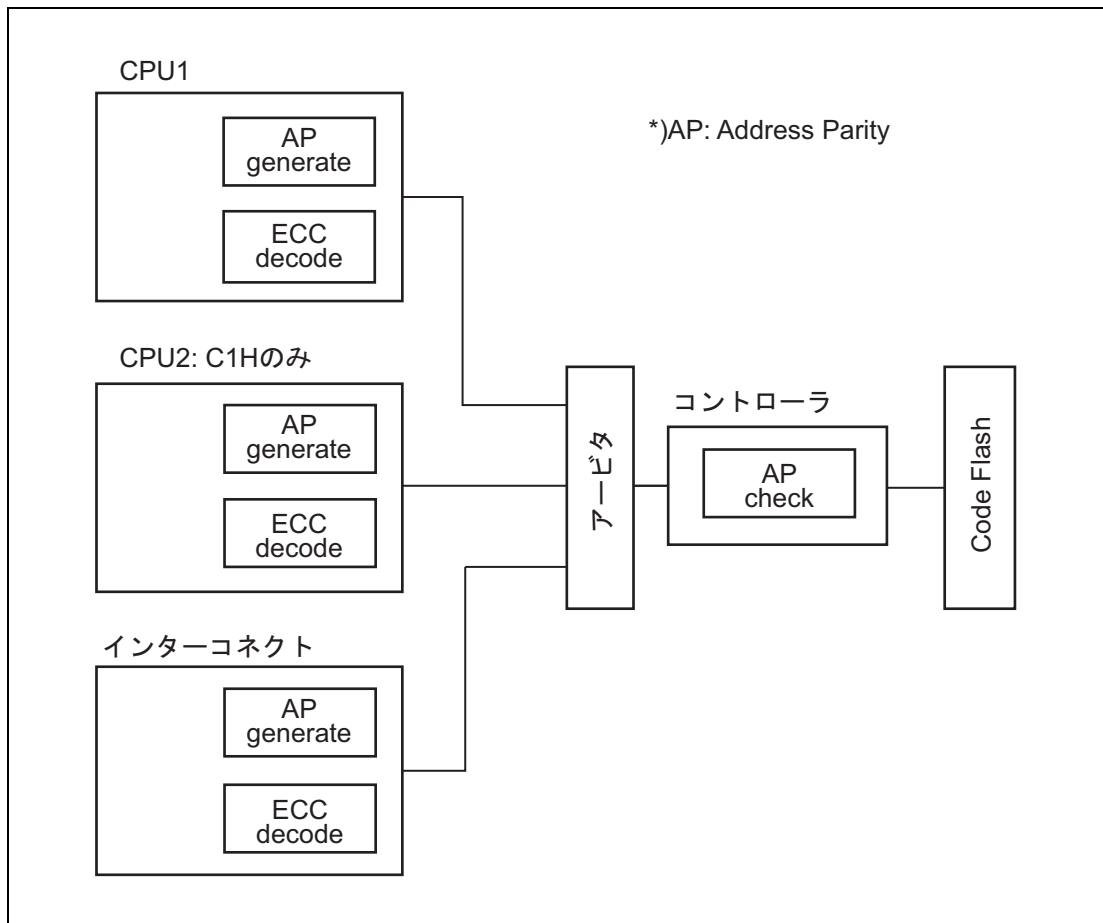 CPU1
AP
generate
ECC
decode
*)AP: Address Parity
CPU2: C1Hのみ
AP
generate
ECC
decode
インターコネクト
AP
generate
ECC
decode
アービタ
コントローラ
AP
check
Code Flash